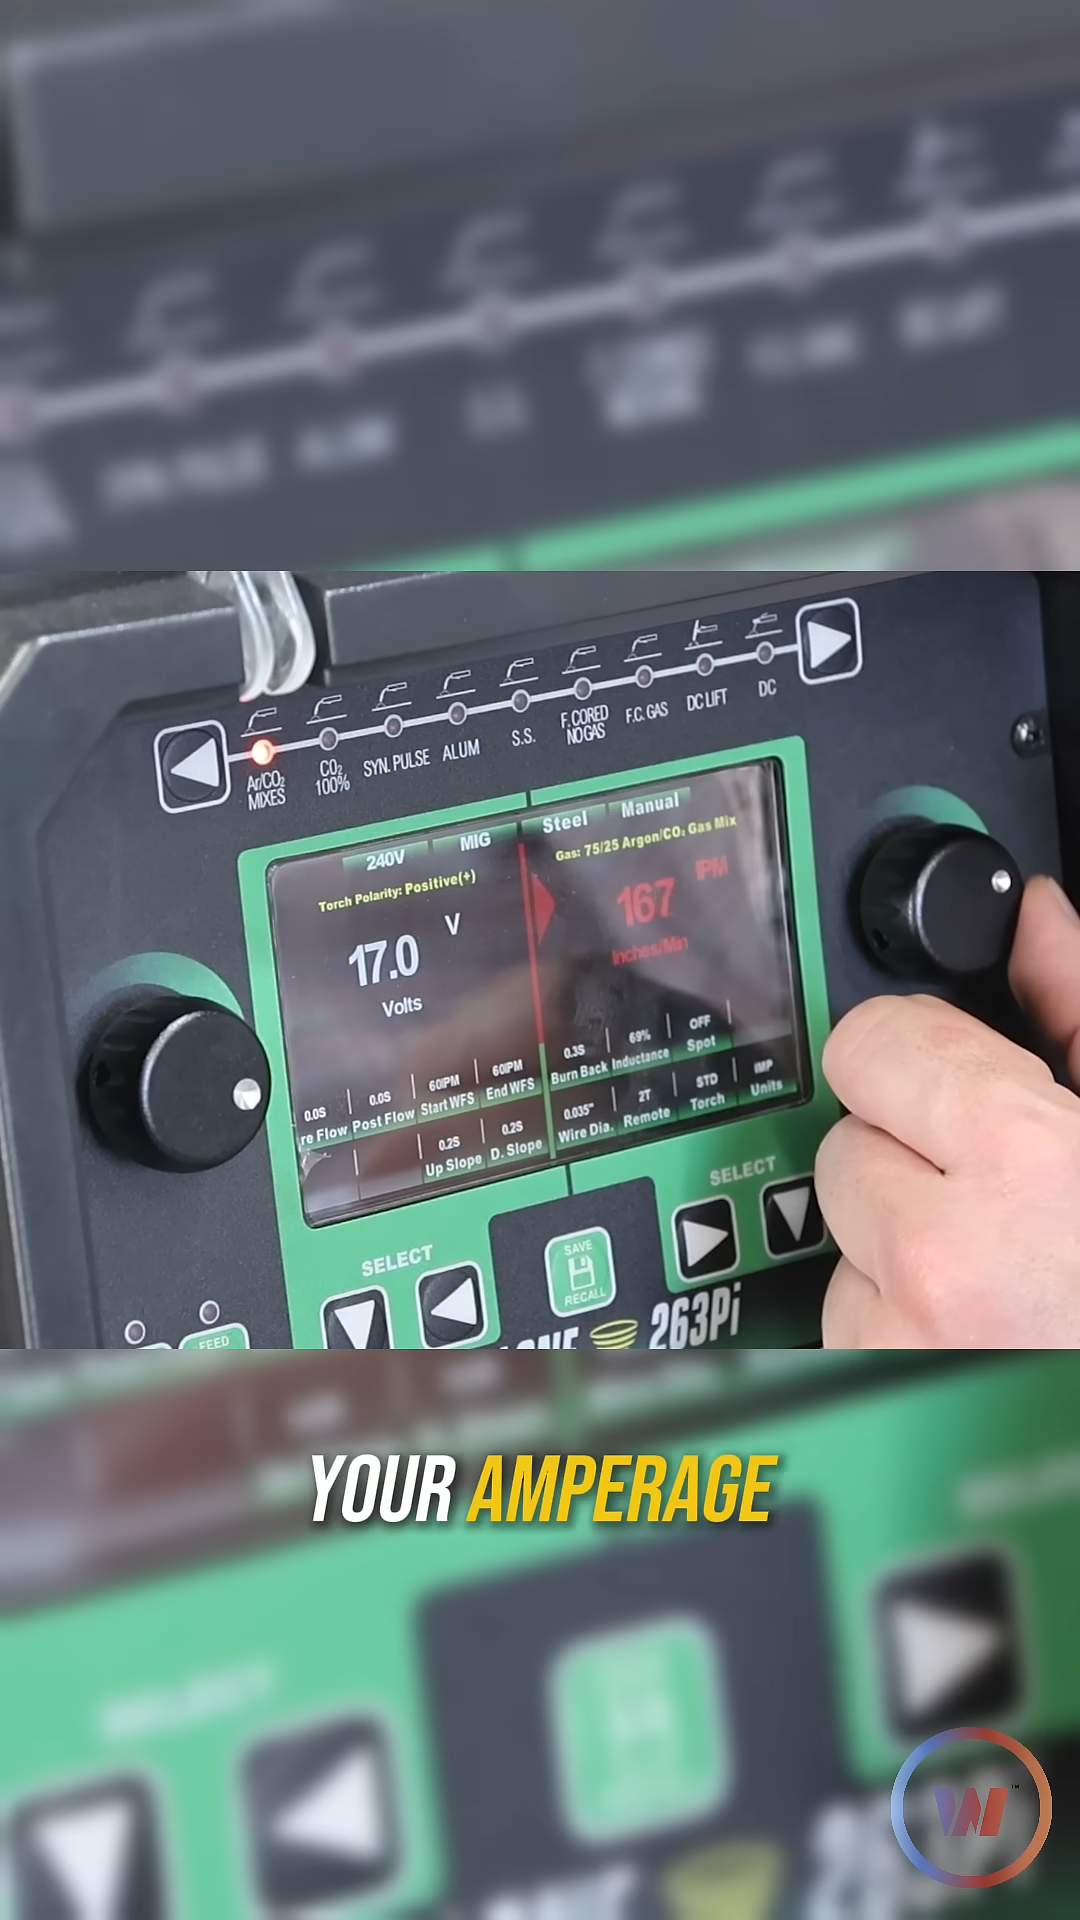 Ar/CO₂
MIXES
CO₂
100%
SYN. PULSE
ALUM
S.S.
F. CORED
NO GAS
F.C. GAS
DC LIFT
DC
240V
MIG
Steel
Manual
Torch Polarity: Positive(+)
Gas: 75/25 Argon/CO₂ Gas Mix
17.0
V
Volts
167
IPM
Inches/Min
0.0S
0.0S
60IPM
60IPM
re Flow
Post Flow
Start WFS
End WFS
0.2S
0.2S
Up Slope
D. Slope
0.3S
69%
OFF
Burn Back
Inductance
Spot
0.035"
2T
STD
IMP
Wire Dia.
Remote
Torch
Units
SELECT
SELECT
SAVE
RECALL
FEED
263Pi
YOUR AMPERAGE
W
™